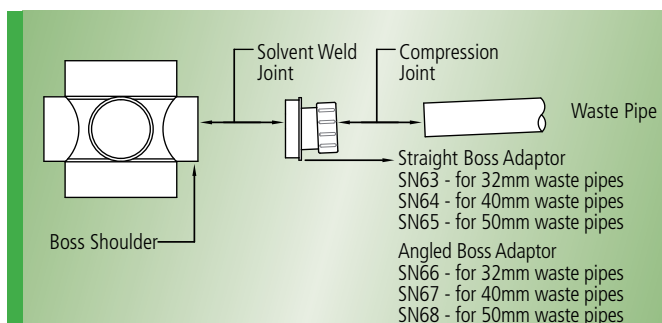 Solvent Weld
Joint
Compression
Joint
Waste Pipe
Boss Shoulder
Straight Boss Adaptor
SN63 - for 32mm waste pipes
SN64 - for 40mm waste pipes
SN65 - for 50mm waste pipes
Angled Boss Adaptor
SN66 - for 32mm waste pipes
SN67 - for 40mm waste pipes
SN68 - for 50mm waste pipes